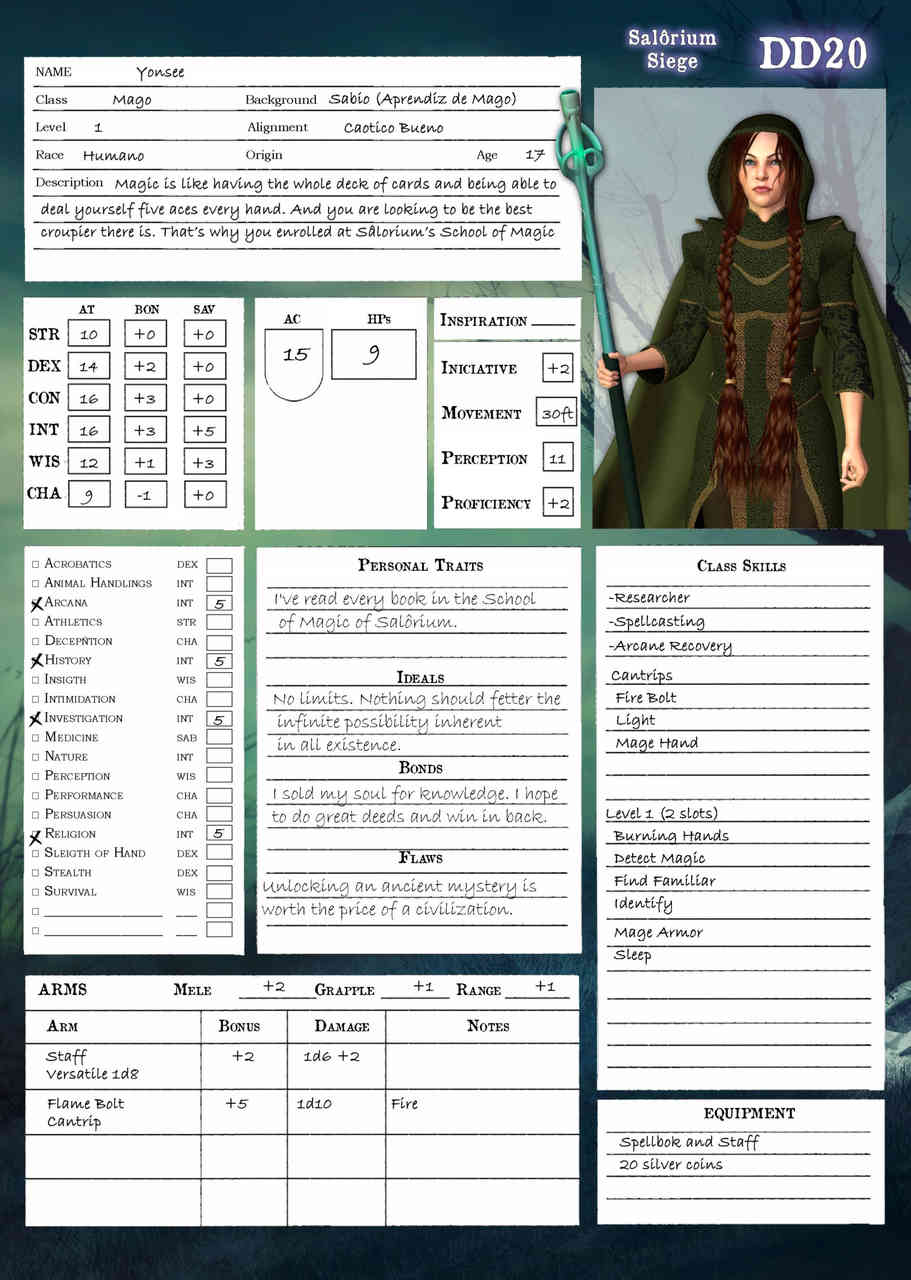 Salôrium
Siege
DD20
NAME Yonsee
Class Mago Background Sabio (Aprendiz de Mago)
Level 1 Alignment Caotico Bueno
Race Humano Origin Age 17
Description Magic is like having the whole deck of cards and being able to
deal yourself five aces every hand. And you are looking to be the best
croupier there is. That's why you enrolled at Sâlorium's School of Magic
AT BON SAV
STR 10 +0 +0
DEX 14 +2 +0
CON 16 +3 +0
INT 16 +3 +5
WIS 12 +1 +3
CHA 9 -1 +0
AC HPs
15 9
INSPIRATION
INICIATIVE +2
MOVEMENT 30ft
PERCEPTION 11
PROFICIENCY +2
ACROBATICS DEX
ANIMAL HANDLINGS INT
ARCANA INT 5
ATHLETICS STR
DECEPÑTION CHA
HISTORY INT 5
INSIGTH WIS
INTIMIDATION CHA
INVESTIGATION INT 5
MEDICINE SAB
NATURE INT
PERCEPTION WIS
PERFORMANCE CHA
PERSUASION CHA
RELIGION INT 5
SLEIGTH OF HAND DEX
STEALTH DEX
SURVIVAL WIS
PERSONAL TRAITS
I've read every book in the School
of Magic of Salôrium.
IDEALS
No limits. Nothing should fetter the
infinite possibility inherent
in all existence.
BONDS
I sold my soul for knowledge. I hope
to do great deeds and win in back.
FLAWS
Unlocking an ancient mystery is
worth the price of a civilization.
CLASS SKILLS
-Researcher
-Spellcasting
-Arcane Recovery
Cantrips
Fire Bolt
Light
Mage Hand
Level 1 (2 slots)
Burning Hands
Detect Magic
Find Familiar
Identify
Mage Armor
Sleep
ARMS MELE +2 GRAPPLE +1 RANGE +1
ARM BONUS DAMAGE NOTES
Staff +2 1d6 +2
Versatile 1d8
Flame Bolt +5 1d10 Fire
Cantrip
EQUIPMENT
Spellbok and Staff
20 silver coins